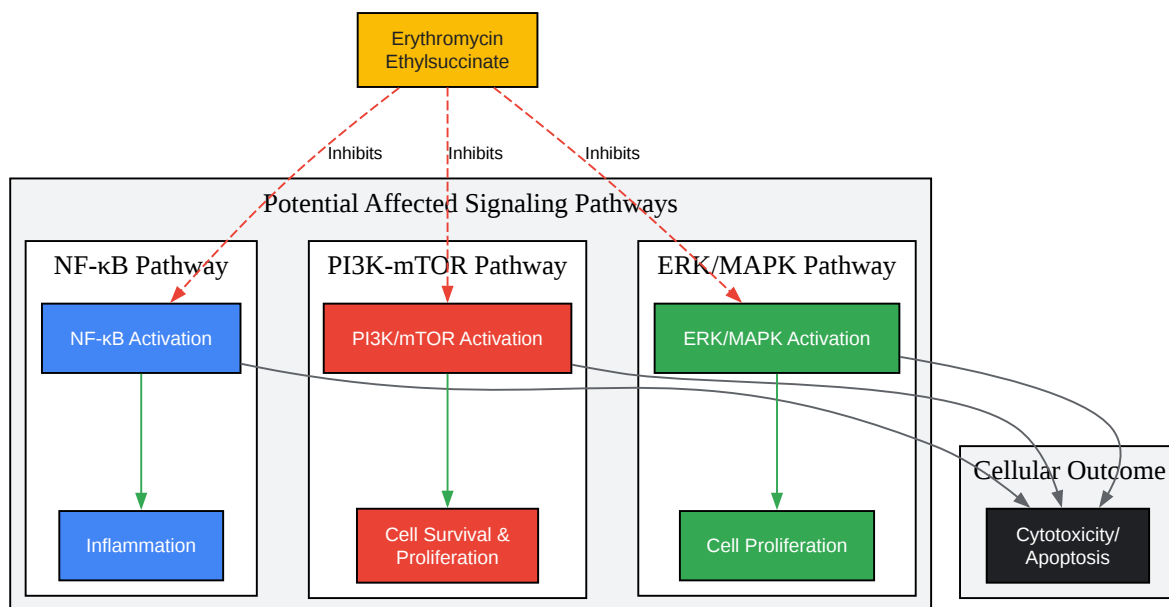 Erythromycin
Ethylsuccinate
Inhibits
Inhibits
Inhibits
Potential Affected Signaling Pathways
NF-κB Pathway
PI3K-mTOR Pathway
ERK/MAPK Pathway
NF-κB Activation
PI3K/mTOR Activation
ERK/MAPK Activation
Cellular Outcome
Inflammation
Cell Survival &
Proliferation
Cell Proliferation
Cytotoxicity/
Apoptosis